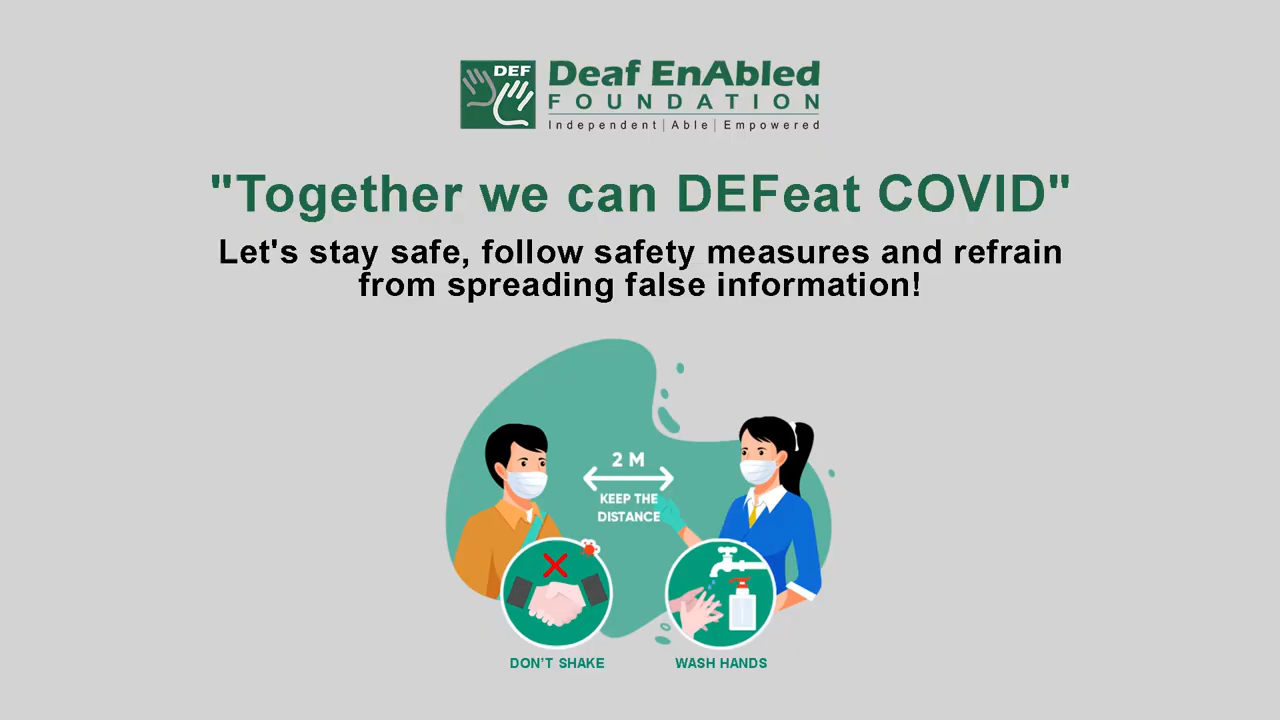 DEF
Deaf EnAbled
FOUNDATION
Independent|Able|Empowered
"Together we can DEFeat COVID"
Let's stay safe, follow safety measures and refrain
from spreading false information!
2 M
KEEP THE
DISTANCE
DON'T SHAKE
WASH HANDS